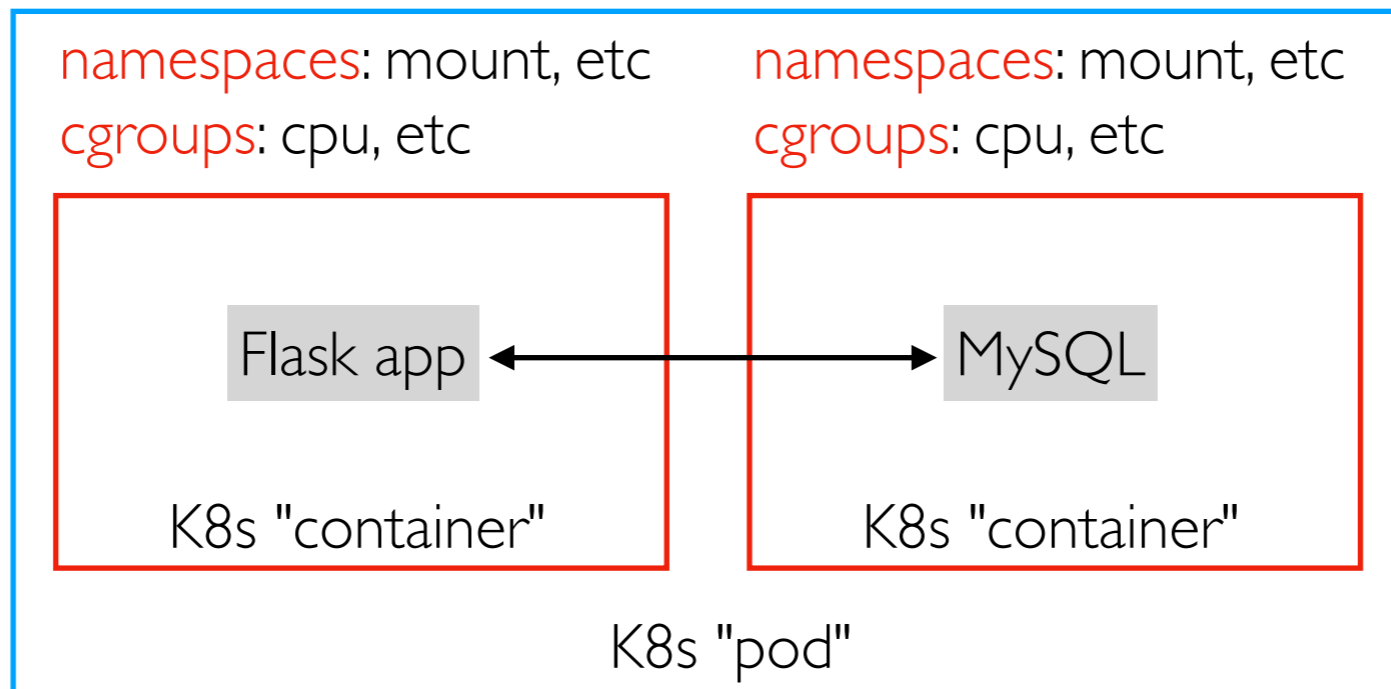 namespaces: mount, etc
cgroups: cpu, etc
namespaces: mount, etc
cgroups: cpu, etc
Flask app
MySQL
K8s "container"
K8s "container"
K8s "pod"